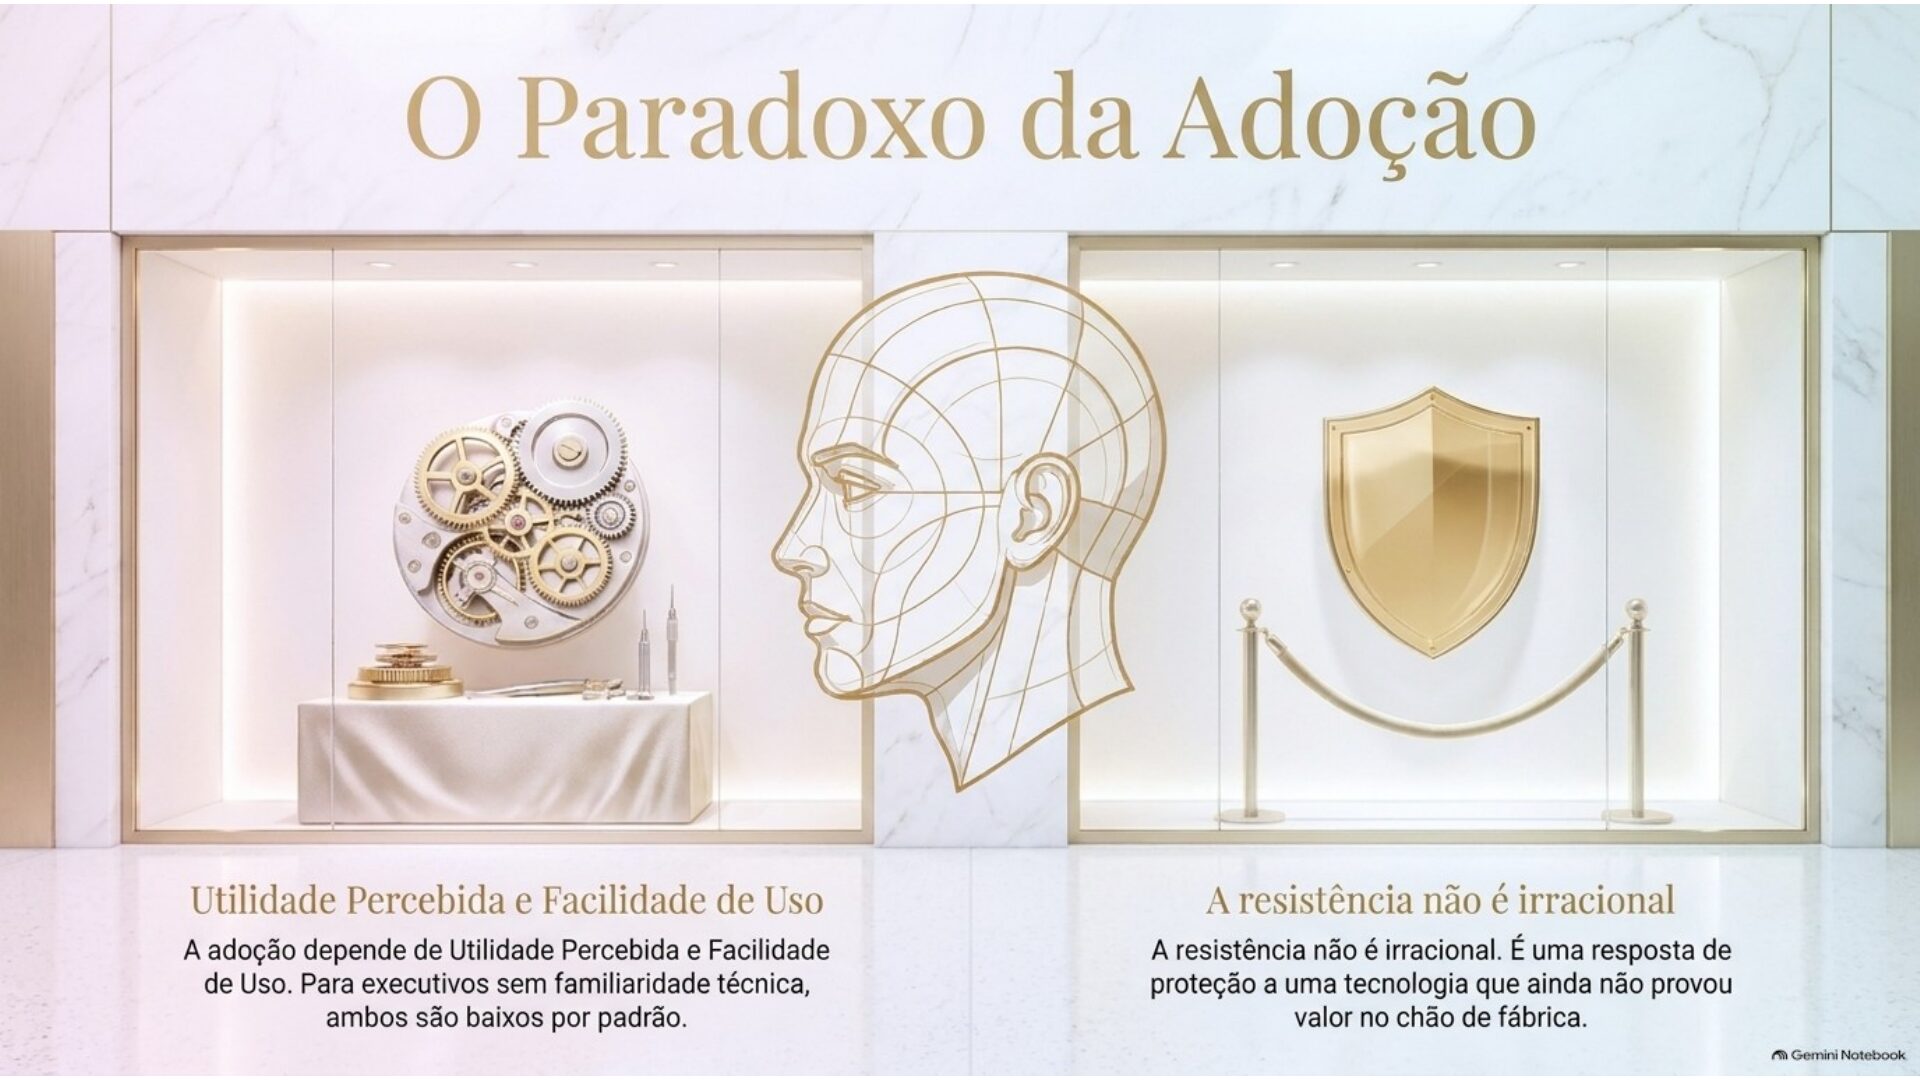 O Paradoxo da Adoção
Utilidade Percebida e Facilidade de Uso
A adoção depende de Utilidade Percebida e Facilidade
de Uso. Para executivos sem familiaridade técnica,
ambos são baixos por padrão.
A resistência não é irracional
A resistência não é irracional. É uma resposta de
proteção a uma tecnologia que ainda não provou
valor no chão de fábrica.
Gemini Notebook